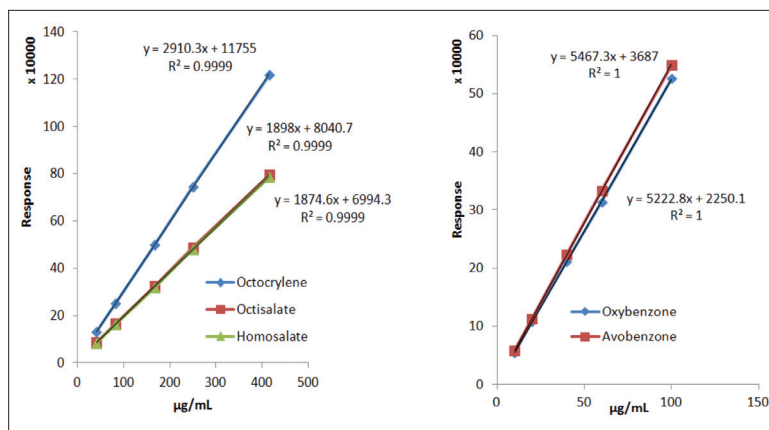 x 10000
140
120
100
80
60
40
20
0
Response
y = 2910.3x + 11755
R² = 0.9999
y = 1898x + 8040.7
R² = 0.9999
y = 1874.6x + 6994.3
R² = 0.9999
Octocrylene
Octisalate
Homosalate
0 100 200 300 400 500
µg/mL
x 10000
60
50
40
30
20
10
0
Response
y = 5467.3x + 3687
R² = 1
y = 5222.8x + 2250.1
R² = 1
Oxybenzone
Avobenzone
0 50 100 150
µg/mL